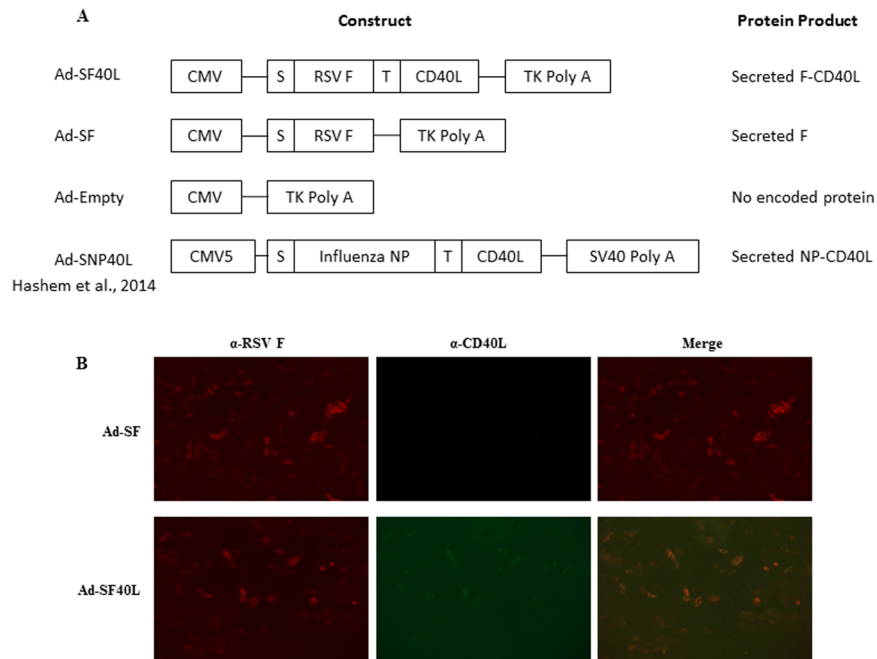 A
Construct
Protein Product
Ad-SF40L
CMV
S
RSV F
T
CD40L
TK Poly A
Secreted F-CD40L
Ad-SF
CMV
S
RSV F
TK Poly A
Secreted F
Ad-Empty
CMV
TK Poly A
No encoded protein
Ad-SNP40L
CMV5
S
Influenza NP
T
CD40L
SV40 Poly A
Secreted NP-CD40L
Hashem et al., 2014
B
α-RSV F
α-CD40L
Merge
Ad-SF
Ad-SF40L